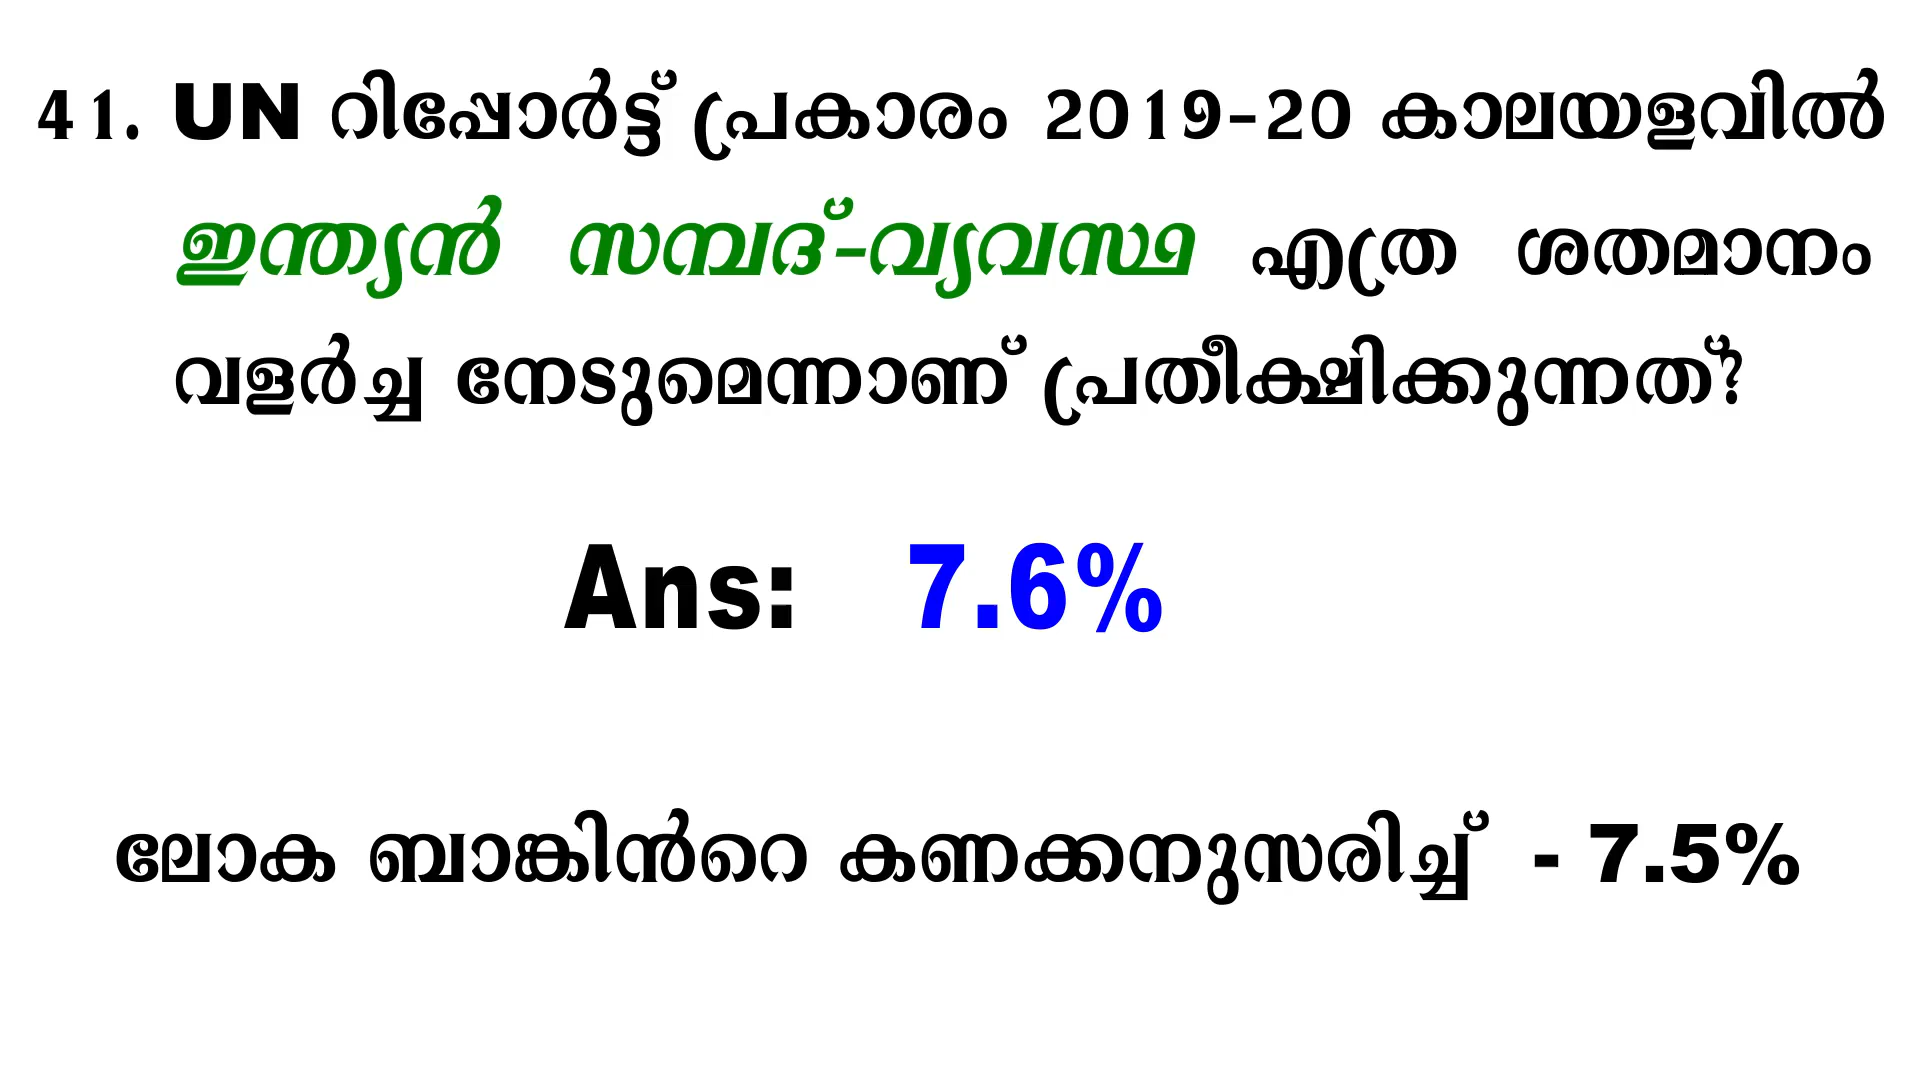 41. UN റിപ്പോർട്ട് പ്രകാരം 2019-20 കാലയളവിൽ
ഇന്ത്യൻ സമ്പദ്-വ്യവസ്ഥ എത്ര ശതമാനം
വളർച്ച നേടുമെന്നാണ് പ്രതീക്ഷിക്കുന്നത്?
Ans: 7.6%
ലോക ബാങ്കിൻറെ കണക്കനുസരിച്ച് - 7.5%